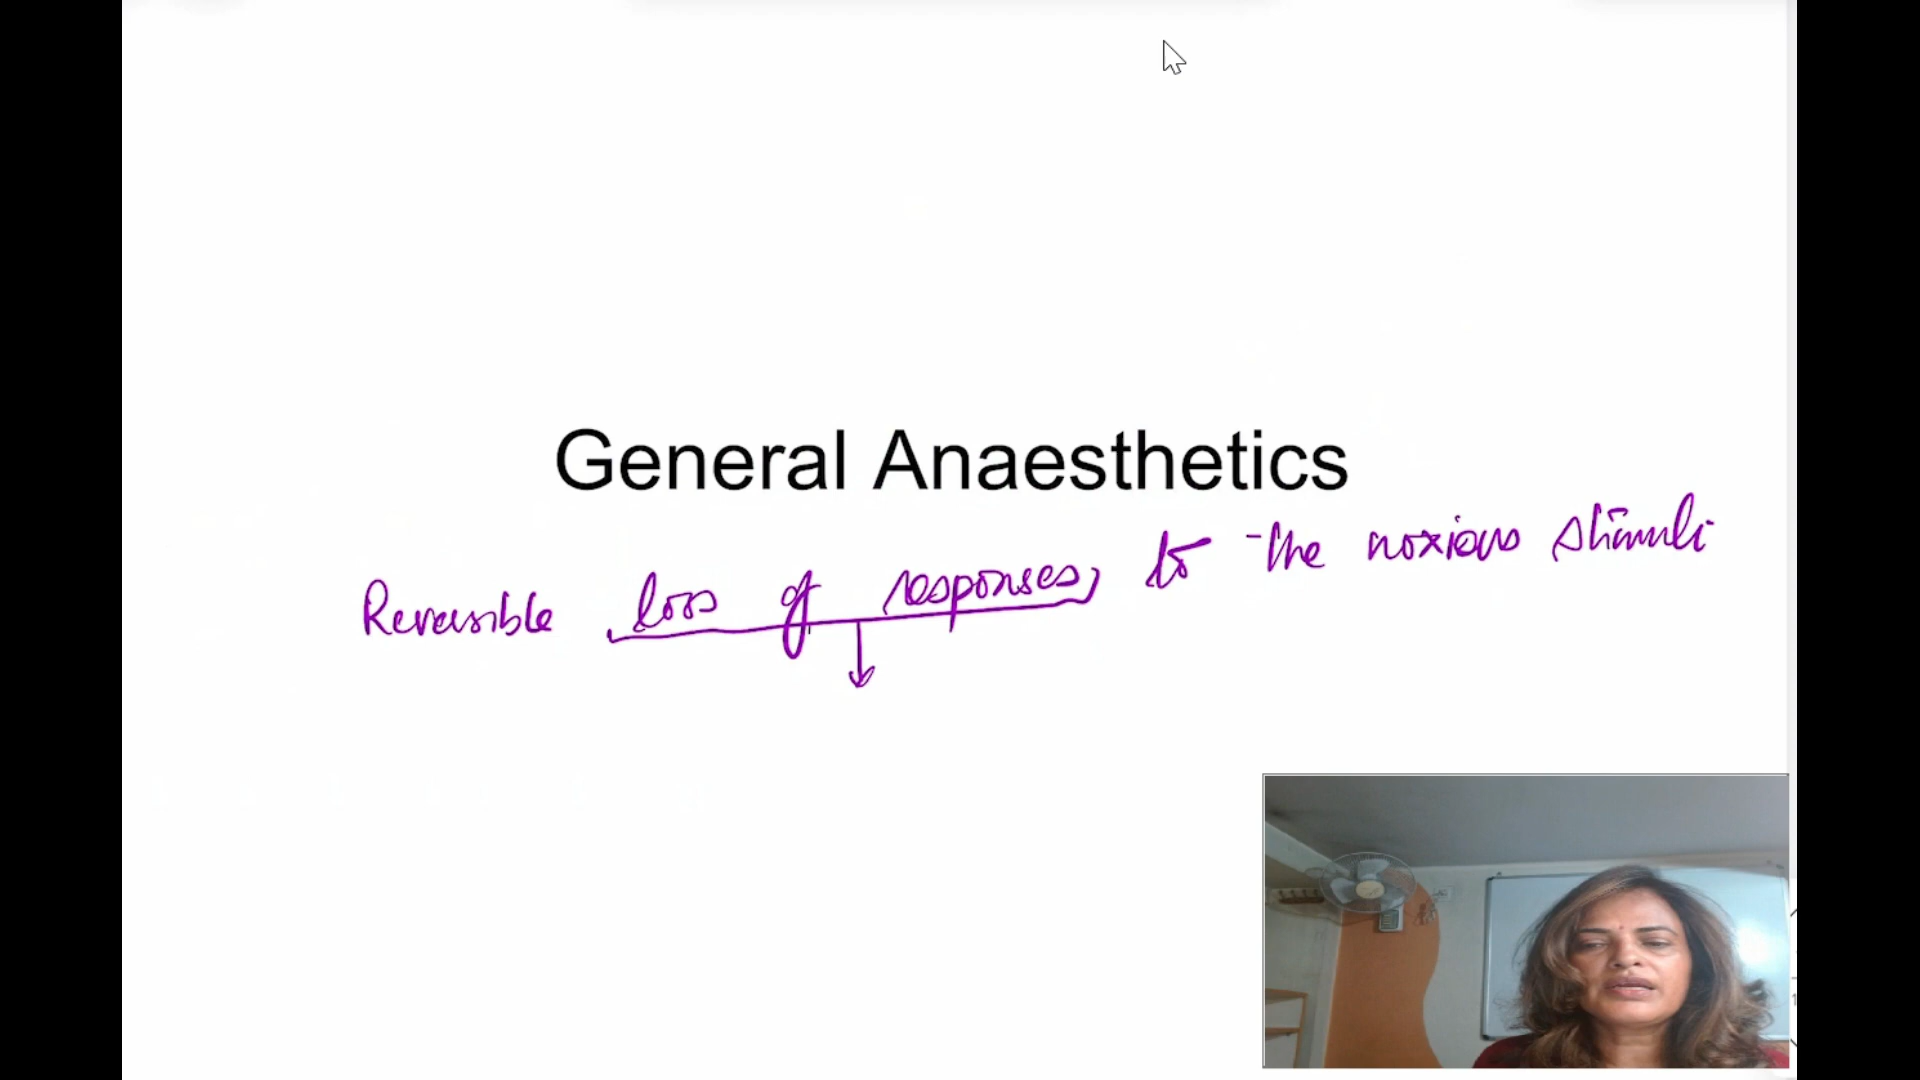 General Anaesthetics
Reversible loss of responses to the noxious stimuli